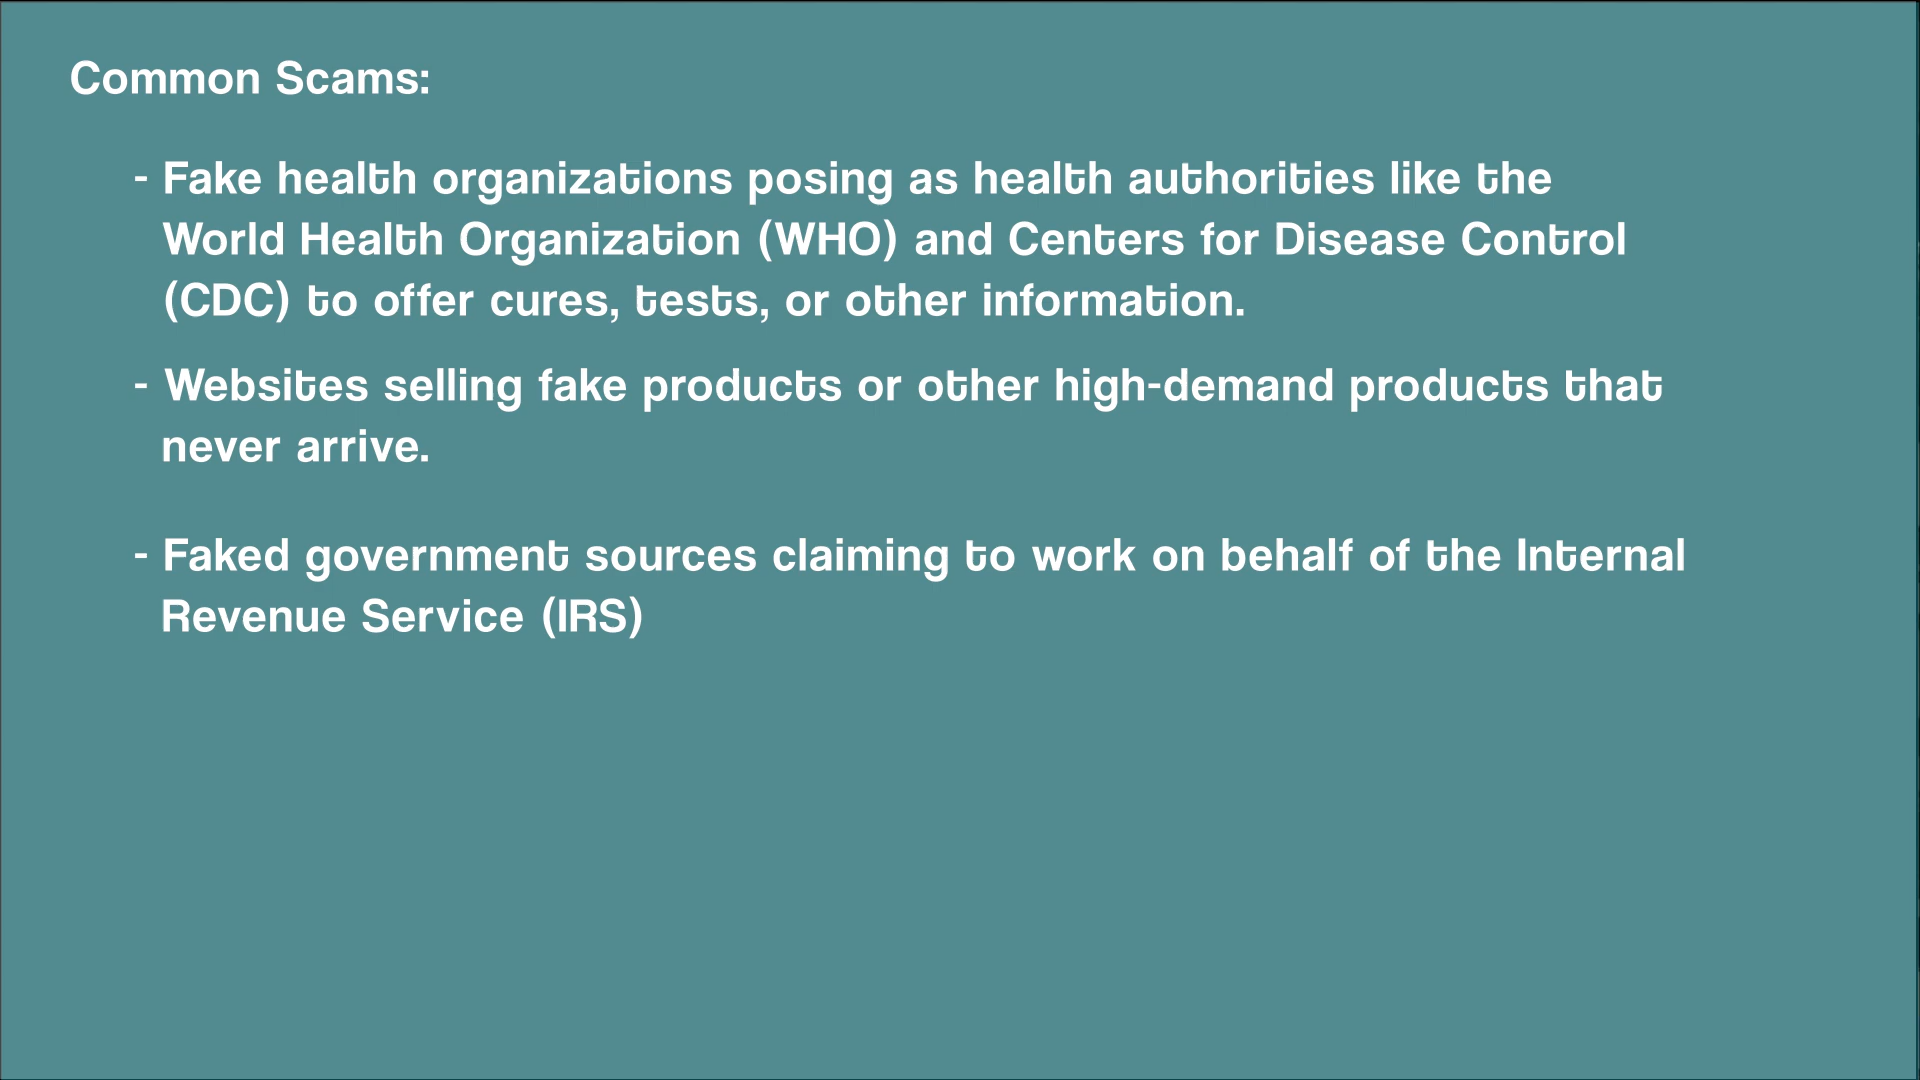 Common Scams:
- Fake health organizations posing as health authorities like the
World Health Organization (WHO) and Centers for Disease Control
(CDC) to offer cures, tests, or other information.
- Websites selling fake products or other high-demand products that
never arrive.
- Faked government sources claiming to work on behalf of the Internal
Revenue Service (IRS)